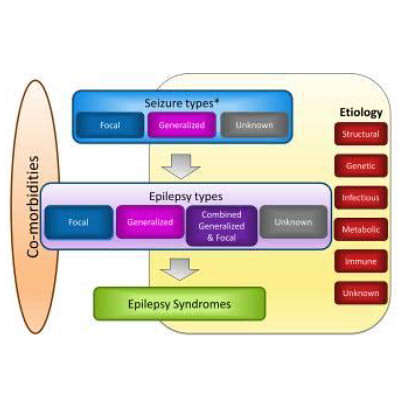 Seizure types*
Focal
Generalized
Unknown
Etiology
Structural
Genetic
Infectious
Metabolic
Immune
Unknown
Co-morbidities
Epilepsy types
Focal
Generalized
Combined
Generalized
& Focal
Unknown
Epilepsy Syndromes